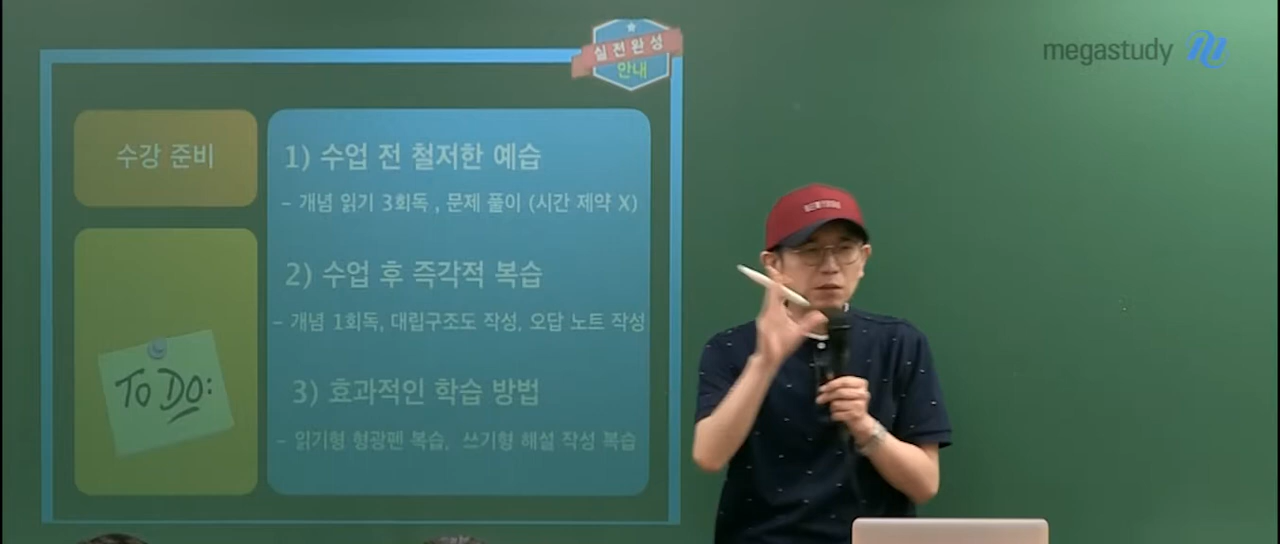 megastudy
실전완성
안내
수강 준비
1) 수업 전 철저한 예습
- 개념 읽기 3회독 , 문제 풀이 (시간 제약 X)
2) 수업 후 즉각적 복습
- 개념 1회독, 대립구조도 작성, 오답 노트 작성
3) 효과적인 학습 방법
- 읽기형 형광펜 복습, 쓰기형 해설 작성 복습
TO DO: